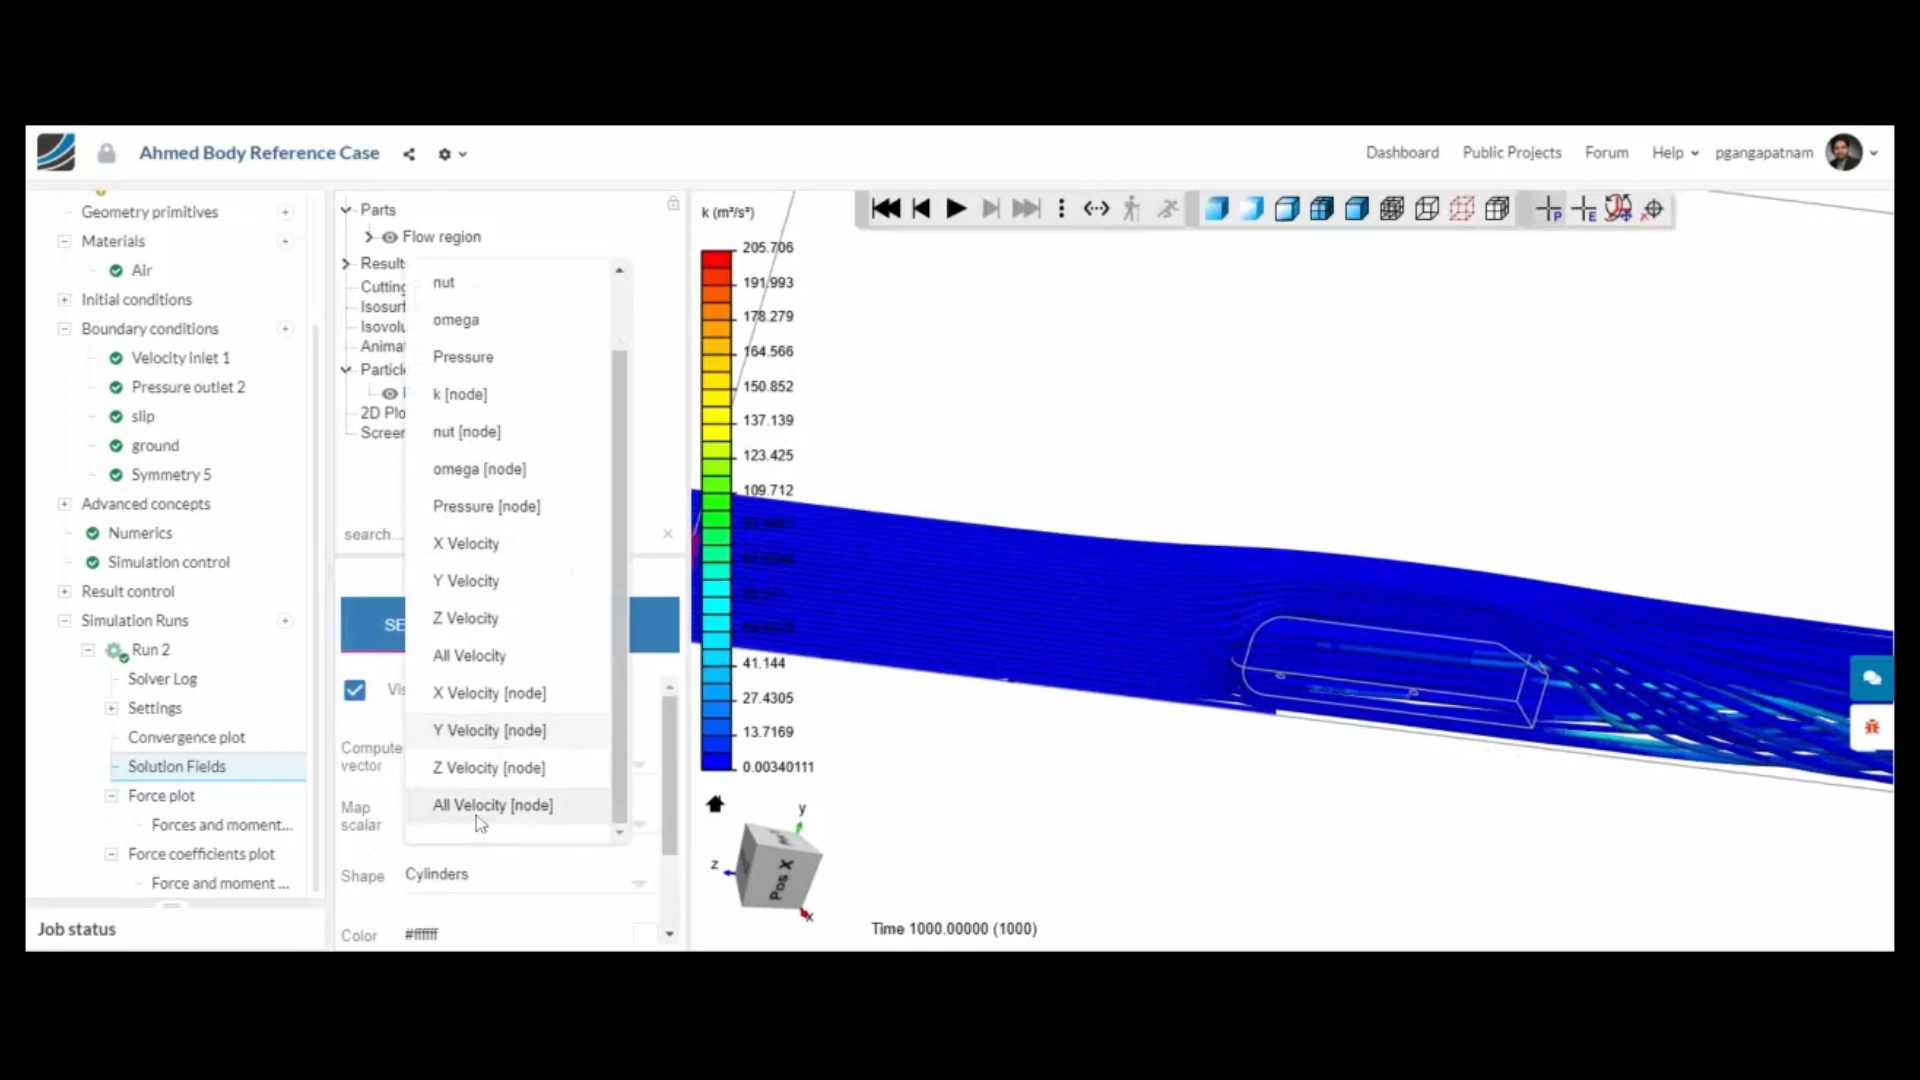 Ahmed Body Reference Case
Dashboard
Public Projects
Forum
Help
pgangapatnam
Geometry primitives
Materials
Air
Initial conditions
Boundary conditions
Velocity inlet 1
Pressure outlet 2
slip
ground
Symmetry 5
Advanced concepts
Numerics
Simulation control
Result control
Simulation Runs
Run 2
Solver Log
Settings
Convergence plot
Solution Fields
Force plot
Forces and moment...
Force coefficients plot
Force and moment ...
Job status
Parts
Flow region
Result
Cutting
Isosurf
Isovolu
Animat
Particle
2D Plo
Screer
search...
SE
Vis
Compute
vector
Map
scalar
Shape
Cylinders
Color
#ffffff
nut
omega
Pressure
k [node]
nut [node]
omega [node]
Pressure [node]
X Velocity
Y Velocity
Z Velocity
All Velocity
X Velocity [node]
Y Velocity [node]
Z Velocity [node]
All Velocity [node]
k (m²/s²)
205.706
191.993
178.279
164.566
150.852
137.139
123.425
109.712
41.144
27.4305
13.7169
0.00340111
P
E
y
z
x
Pos X
Time 1000.00000 (1000)